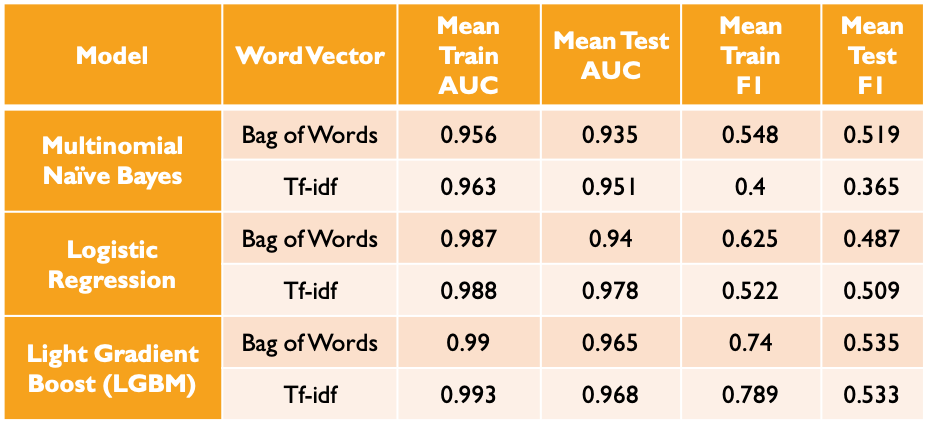 Model Word Vector Mean Train AUC Mean Test AUC Mean Train F1 Mean Test F1
Multinomial Naïve Bayes Bag of Words 0.956 0.935 0.548 0.519
Tf-idf 0.963 0.951 0.4 0.365
Logistic Regression Bag of Words 0.987 0.94 0.625 0.487
Tf-idf 0.988 0.978 0.522 0.509
Light Gradient Boost (LGBM) Bag of Words 0.99 0.965 0.74 0.535
Tf-idf 0.993 0.968 0.789 0.533